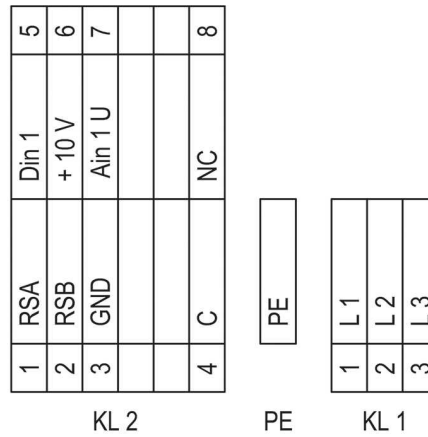 5 6 7 8
Din 1 + 10 V Ain 1 U NC
RSA RSB GND C PE L 1 L 2 L 3
1 2 3 4 1 2 3
KL 2 PE KL 1